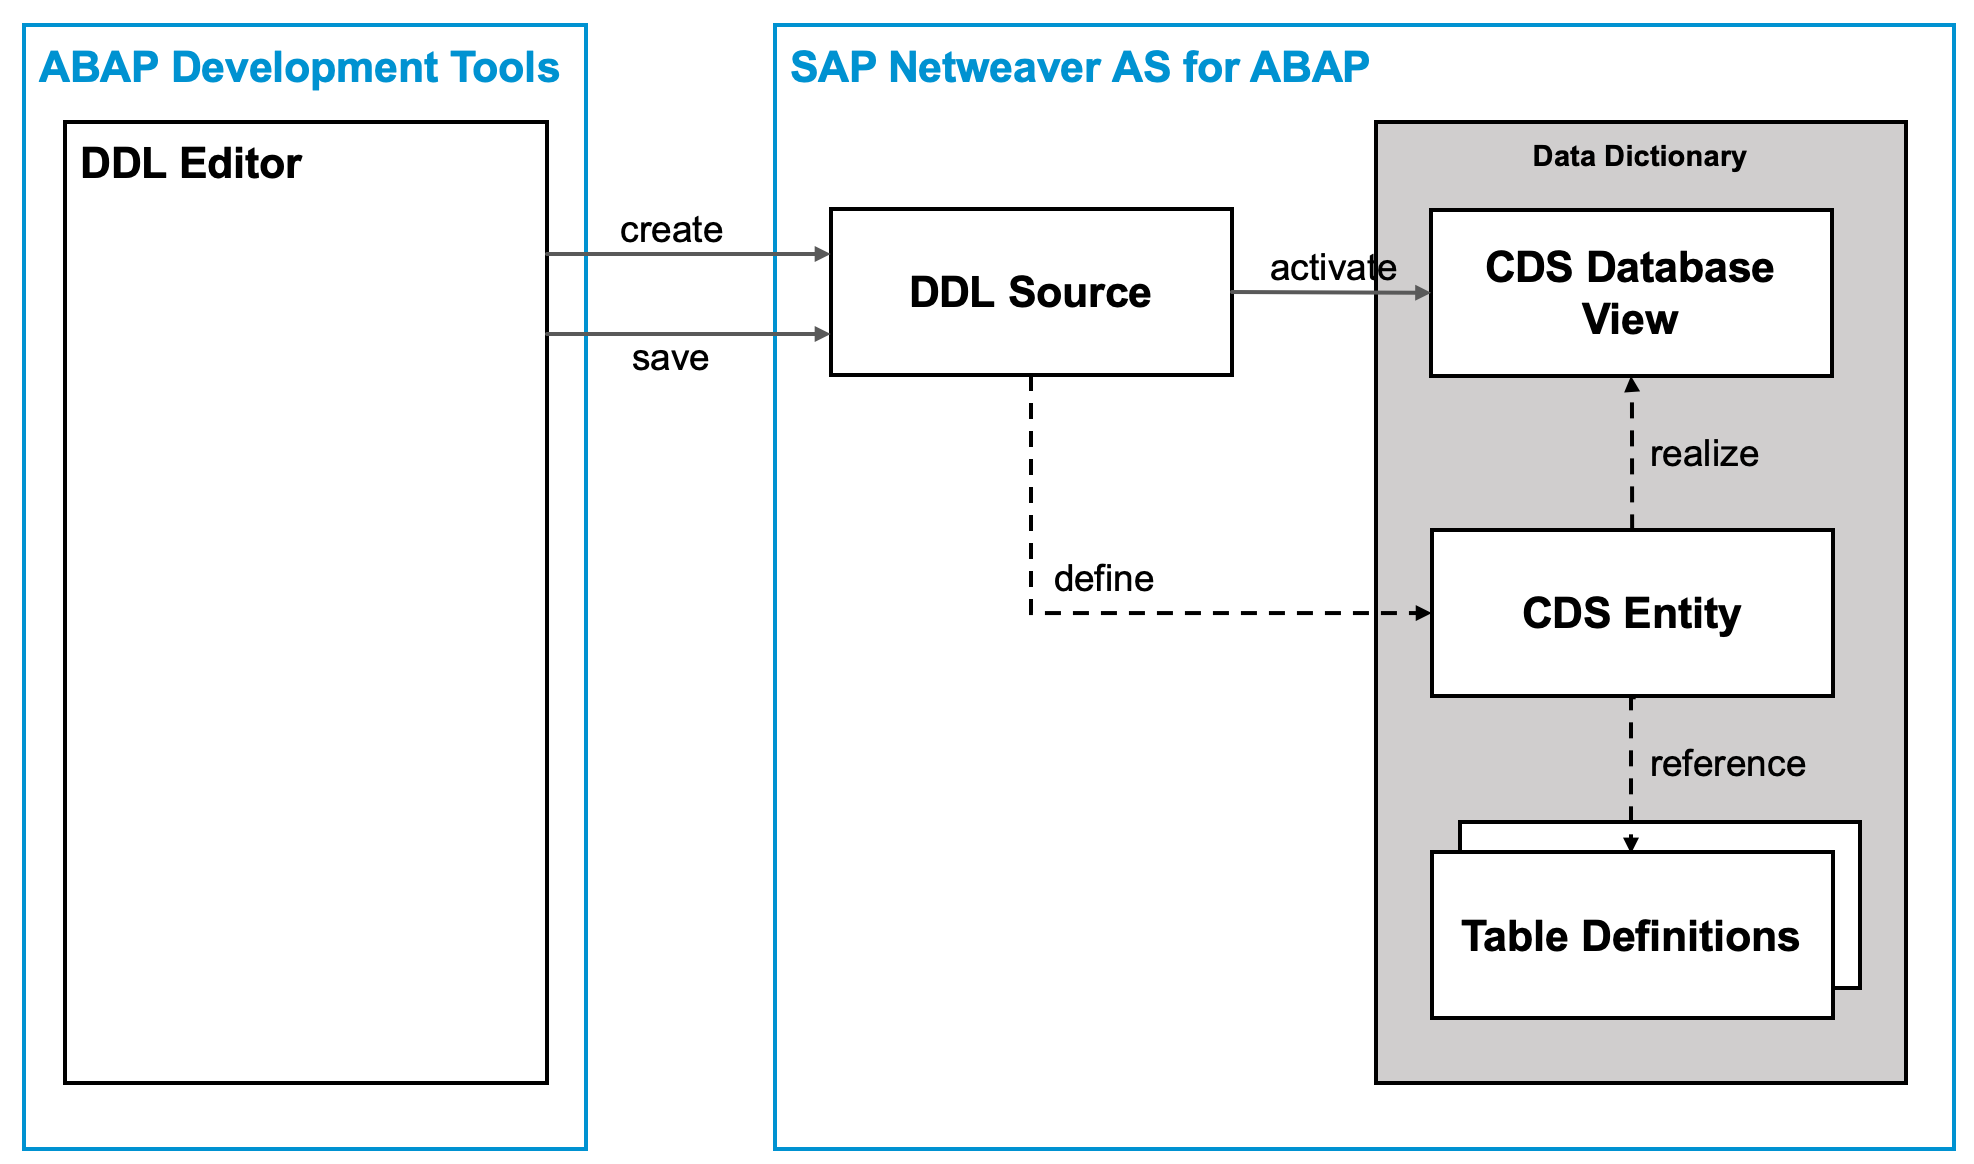 ABAP Development Tools
DDL Editor
create
save
SAP Netweaver AS for ABAP
DDL Source
activate
define
Data Dictionary
CDS Database
View
realize
CDS Entity
reference
Table Definitions